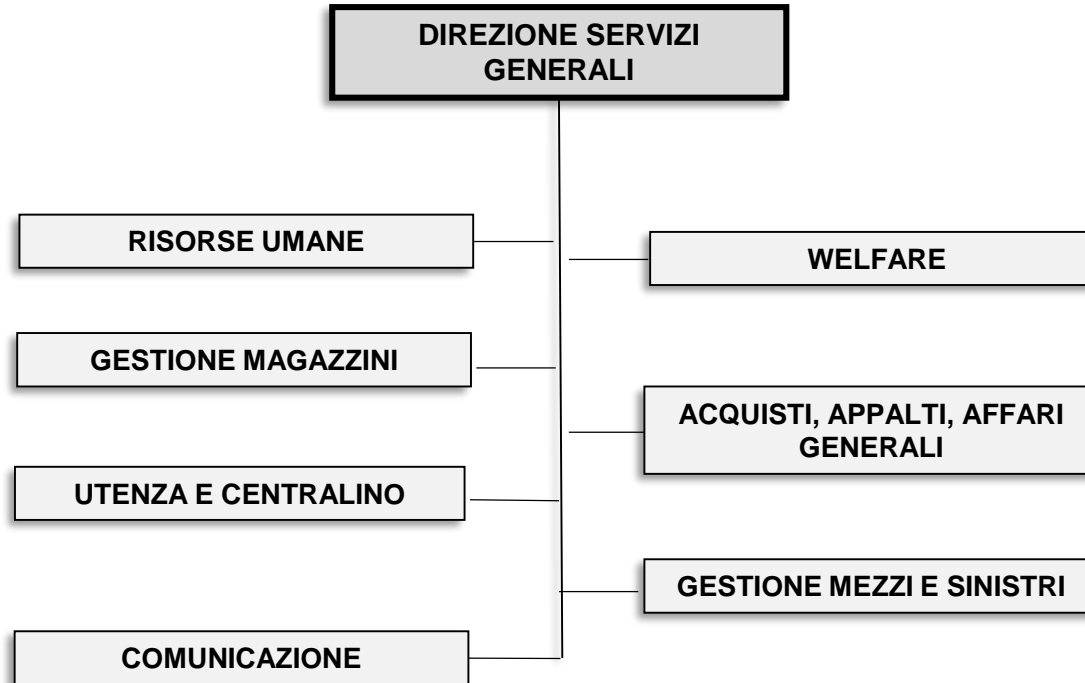 DIREZIONE SERVIZI
GENERALI
RISORSE UMANE
WELFARE
GESTIONE MAGAZZINI
ACQUISTI, APPALTI, AFFARI
GENERALI
UTENZA E CENTRALINO
GESTIONE MEZZI E SINISTRI
COMUNICAZIONE